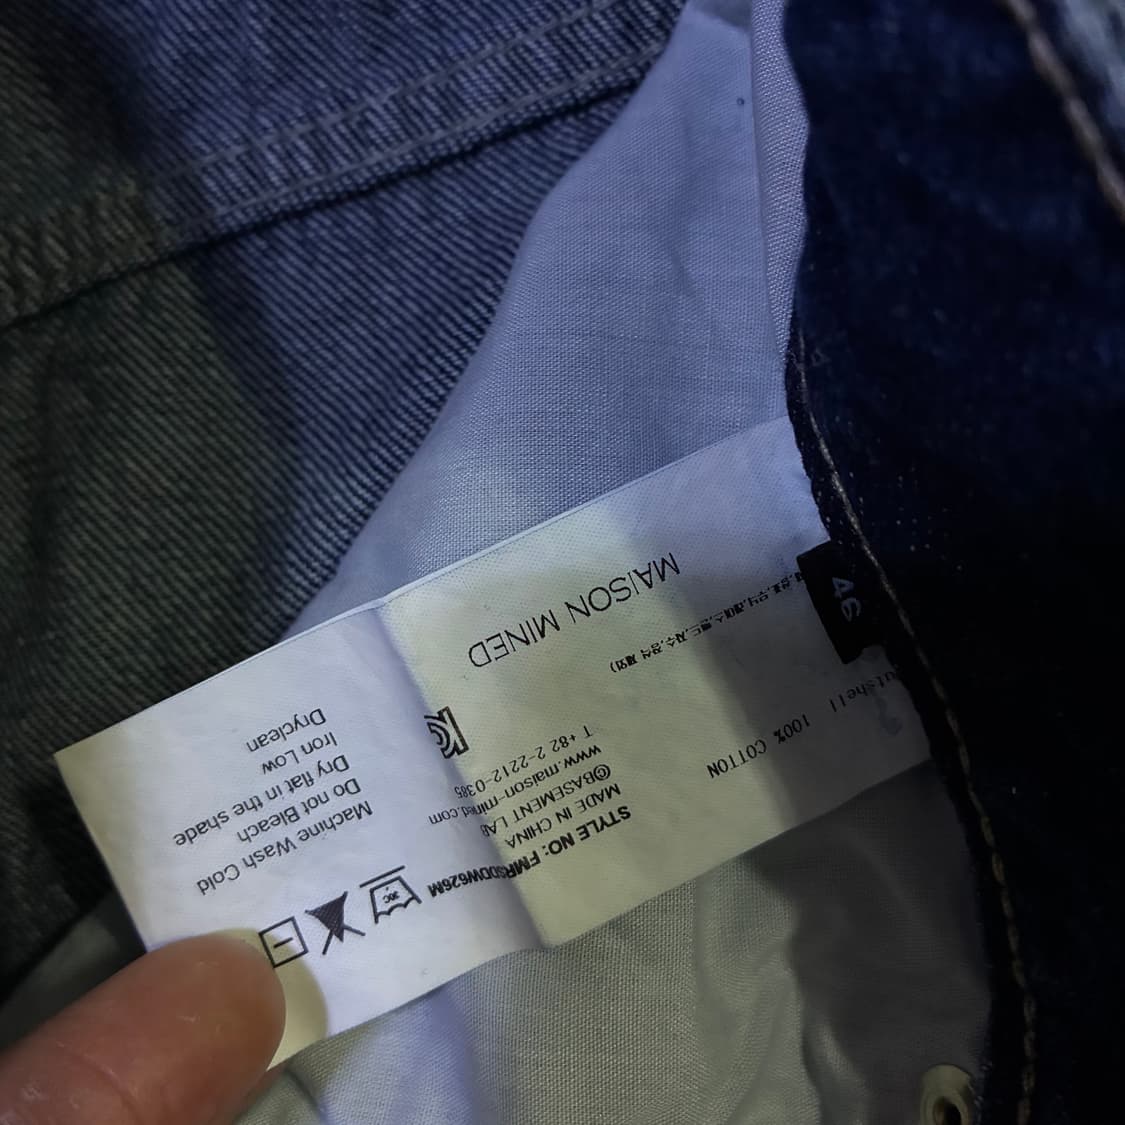 46
outshell 100% COTTON
MAISON MINED
STYLE NO: FMRSDDW626M
MADE IN CHINA
©BASEMENT LAB
www.maison-mined.com
T +82 2-2212-0385
30C
Machine Wash Cold
Do not Bleach
Dry flat in the shade
Iron Low
Dryclean